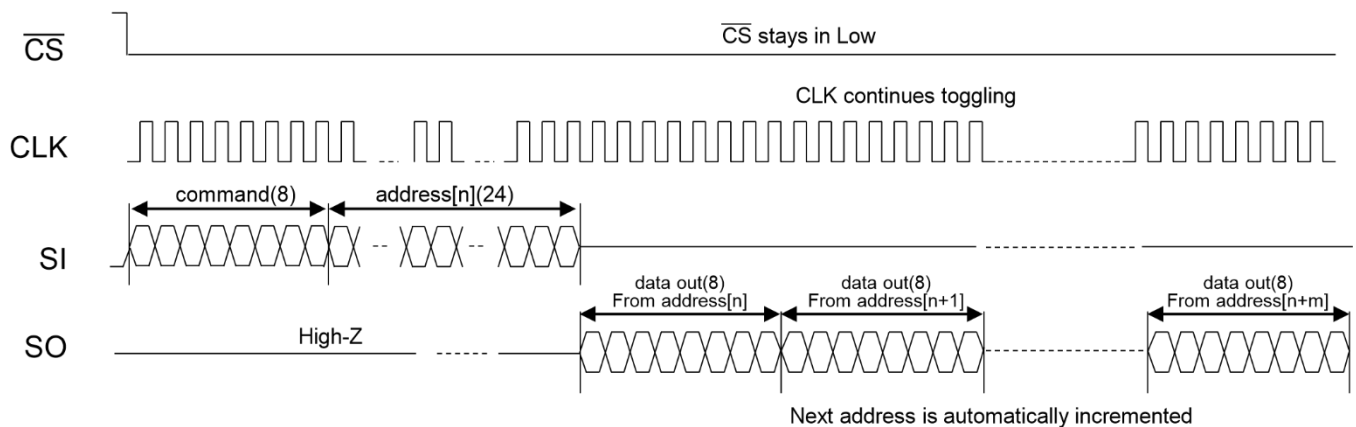 CS
CS stays in Low
CLK continues toggling
CLK
command(8)
address[n](24)
SI
data out(8)
From address[n]
data out(8)
From address[n+1]
data out(8)
From address[n+m]
SO
High-Z
Next address is automatically incremented